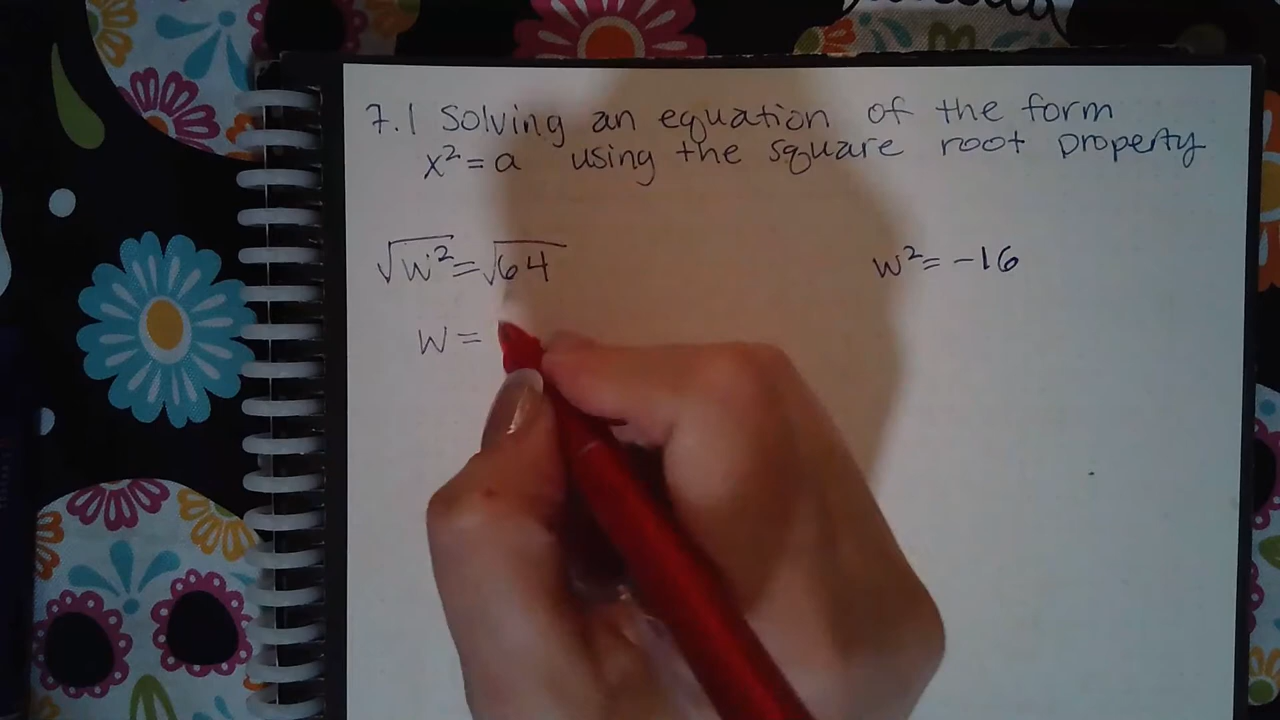 7.1 Solving an equation of the form
x² = a using the square root property
√w² = √64
w² = -16
w =